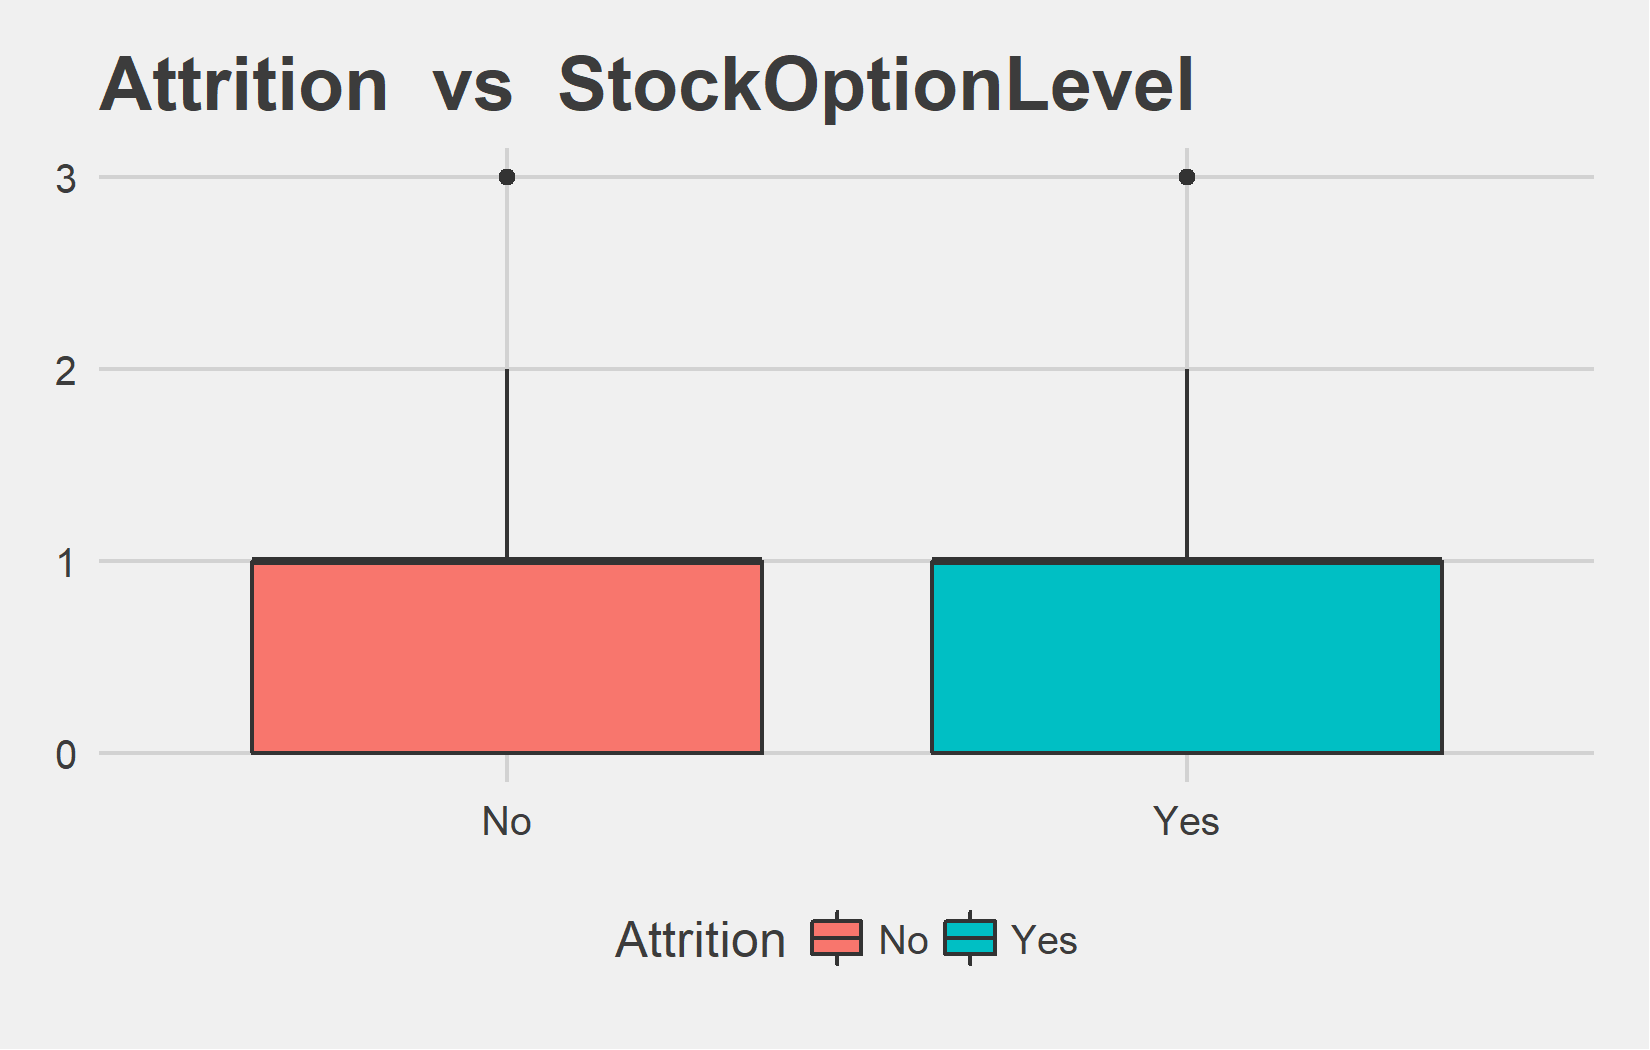 Attrition vs StockOptionLevel
3
2
1
0
No Yes
Attrition No Yes